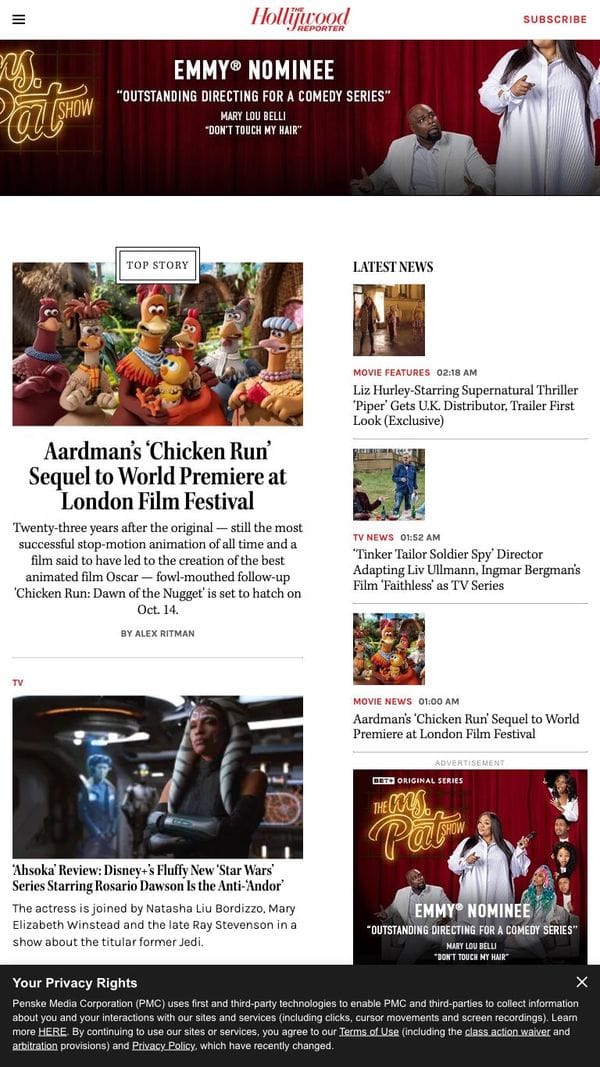 THE
Hollywood
REPORTER
SUBSCRIBE
Ms.
Pat SHOW
EMMY® NOMINEE
“OUTSTANDING DIRECTING FOR A COMEDY SERIES”
MARY LOU BELLI
“DON’T TOUCH MY HAIR”
TOP STORY
Aardman’s ‘Chicken Run’
Sequel to World Premiere at
London Film Festival
Twenty-three years after the original — still the most
successful stop-motion animation of all time and a
film said to have led to the creation of the best
animated film Oscar — fowl-mouthed follow-up
'Chicken Run: Dawn of the Nugget' is set to hatch on
Oct. 14.
BY ALEX RITMAN
TV
‘Ahsoka’ Review: Disney+’s Fluffy New ‘Star Wars’
Series Starring Rosario Dawson Is the Anti-‘Andor’
The actress is joined by Natasha Liu Bordizzo, Mary
Elizabeth Winstead and the late Ray Stevenson in a
show about the titular former Jedi.
LATEST NEWS
MOVIE FEATURES 02:18 AM
Liz Hurley-Starring Supernatural Thriller
‘Piper’ Gets U.K. Distributor, Trailer First
Look (Exclusive)
TV NEWS 01:52 AM
‘Tinker Tailor Soldier Spy’ Director
Adapting Liv Ullmann, Ingmar Bergman’s
Film ‘Faithless’ as TV Series
MOVIE NEWS 01:00 AM
Aardman’s ‘Chicken Run’ Sequel to World
Premiere at London Film Festival
ADVERTISEMENT
BET+ ORIGINAL SERIES
THE Ms.
Pat SHOW
EMMY® NOMINEE
“OUTSTANDING DIRECTING FOR A COMEDY SERIES”
MARY LOU BELLI
“DON’T TOUCH MY HAIR”
Your Privacy Rights
Penske Media Corporation (PMC) uses first and third-party technologies to enable PMC and third-parties to collect information
about you and your interactions with our sites and services (including clicks, cursor movements and screen recordings). Learn
more HERE. By continuing to use our sites or services, you agree to our Terms of Use (including the class action waiver and
arbitration provisions) and Privacy Policy, which have recently changed.